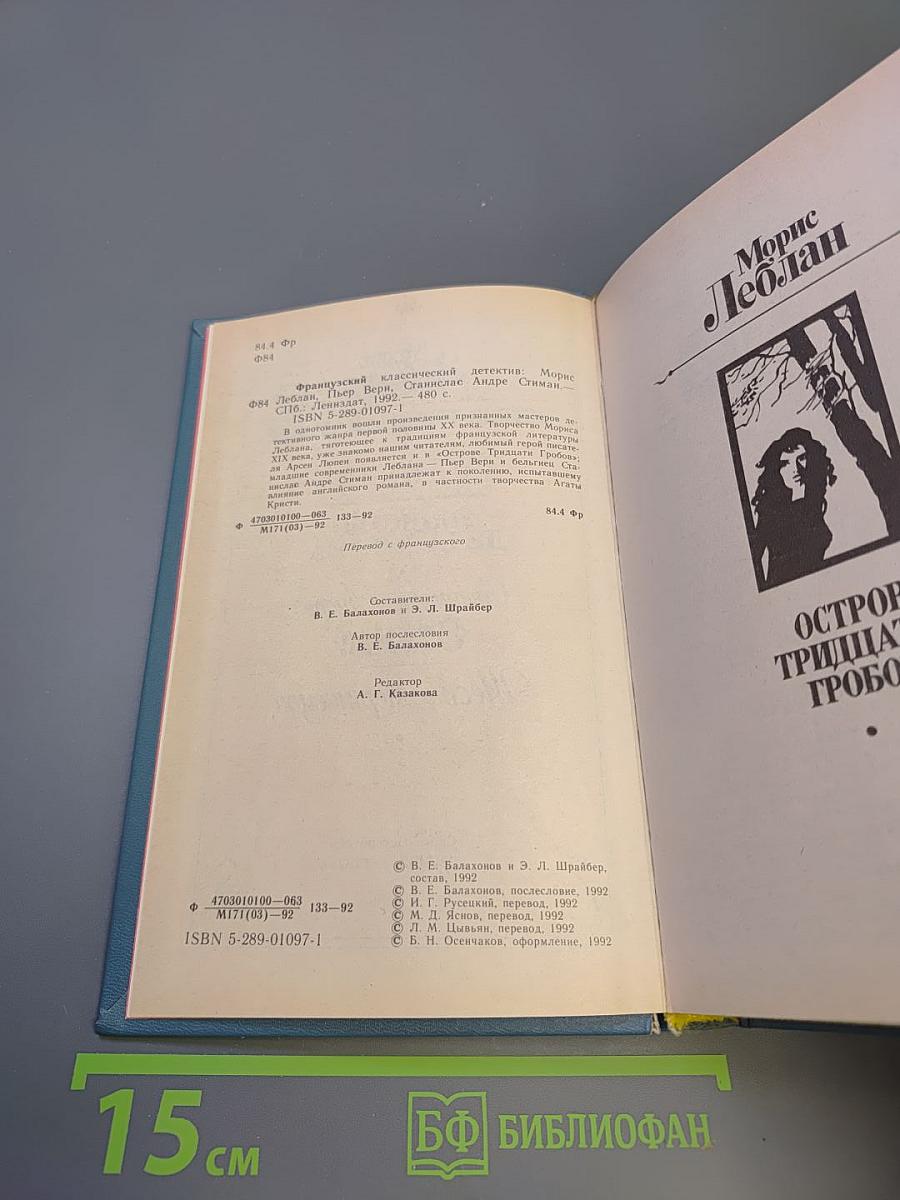 84.4 Фр
Ф84
Французский классический детектив: Морис
Ф84 Леблан, Пьер Вери, Станислас Андре Стиман.—
СПб.: Лениздат, 1992.— 480 с.
ISBN 5-289-01097-1
В однотомник вошли произведения признанных мастеров де-
тективного жанра первой половины XX века. Творчество Мориса
Леблана, тяготеющее к традициям французской литературы
XIX века, уже знакомо нашим читателям, любимый герой писате-
ля Арсен Люпен появляется и в «Острове Тридцати Гробов»;
младшие современники Леблана — Пьер Вери и бельгиец Ста-
нислас Андре Стиман принадлежат к поколению, испытавшему
влияние английского романа, в частности творчества Агаты
Кристи.
Ф 4703010100—063 133—92
М171(03)—92
84.4 Фр
Перевод с французского
Составители:
В. Е. Балахонов и Э. Л. Шрайбер
Автор послесловия
В. Е. Балахонов
Редактор
А. Г. Казакова
Ф 4703010100—063 133—92
М171(03)—92
ISBN 5-289-01097-1
© В. Е. Балахонов и Э. Л. Шрайбер,
состав, 1992
© В. Е. Балахонов, послесловие, 1992
© И. Г. Русецкий, перевод, 1992
© М. Д. Яснов, перевод, 1992
© Л. М. Цывьян, перевод, 1992
© Б. Н. Осенчаков, оформление, 1992
Морис
Леблан
ОСТРОВ
ТРИДЦАТ
ГРОБО
15 см
БФ БИБЛИОФАН